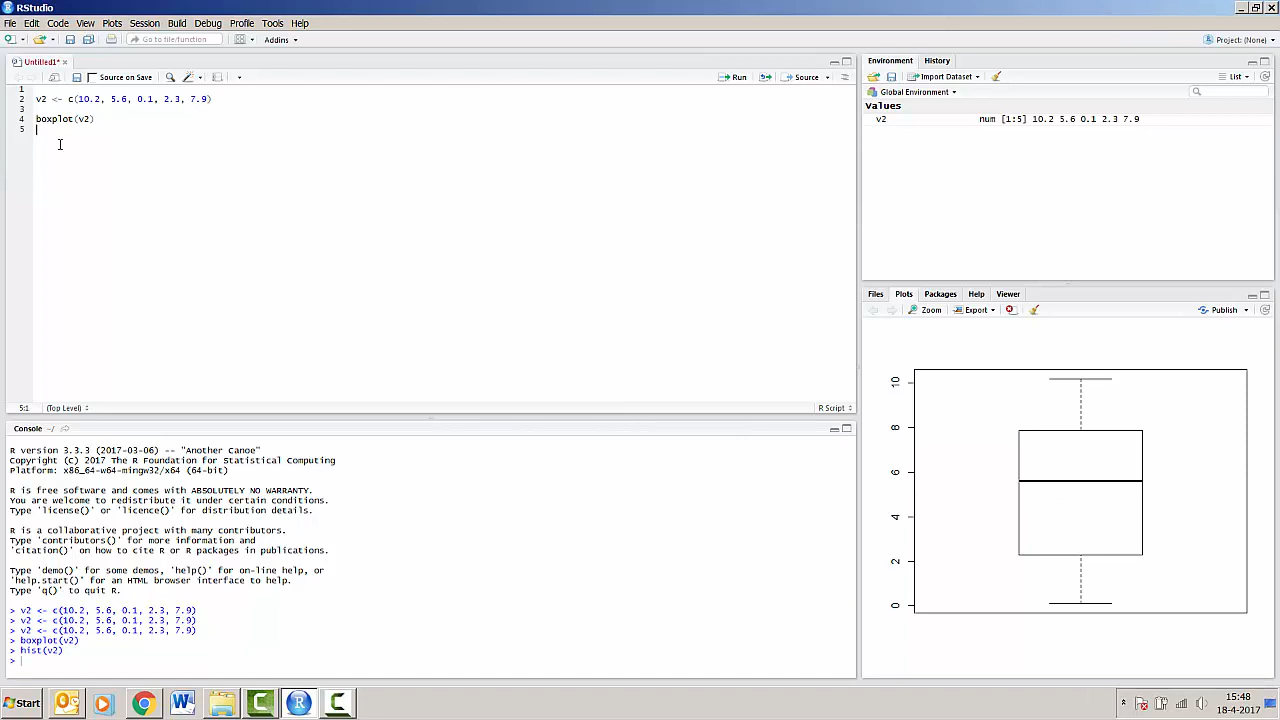 RStudio
File Edit Code View Plots Session Build Debug Profile Tools Help
Go to file/function Addins Project: (None)
Untitled1*
Source on Save Run Source
1
2 v2 <- c(10.2, 5.6, 0.1, 2.3, 7.9)
3
4 boxplot(v2)
5
5:1 (Top Level) R Script
Console ~/
R version 3.3.3 (2017-03-06) -- "Another Canoe"
Copyright (C) 2017 The R Foundation for Statistical Computing
Platform: x86_64-w64-mingw32/x64 (64-bit)
R is free software and comes with ABSOLUTELY NO WARRANTY.
You are welcome to redistribute it under certain conditions.
Type 'license()' or 'licence()' for distribution details.
R is a collaborative project with many contributors.
Type 'contributors()' for more information and
'citation()' on how to cite R or R packages in publications.
Type 'demo()' for some demos, 'help()' for on-line help, or
'help.start()' for an HTML browser interface to help.
Type 'q()' to quit R.
> v2 <- c(10.2, 5.6, 0.1, 2.3, 7.9)
> v2 <- c(10.2, 5.6, 0.1, 2.3, 7.9)
> v2 <- c(10.2, 5.6, 0.1, 2.3, 7.9)
> boxplot(v2)
> hist(v2)
>
Environment History
Import Dataset List
Global Environment
Values
v2 num [1:5] 10.2 5.6 0.1 2.3 7.9
Files Plots Packages Help Viewer
Zoom Export Publish
10
8
6
4
2
0
Start
15:48
18-4-2017